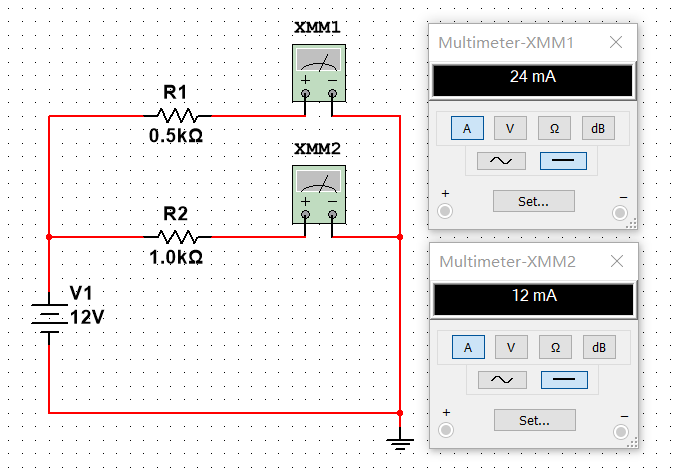 XMM1
R1
0.5kΩ
XMM2
R2
1.0kΩ
V1
12V
Multimeter-XMM1
24 mA
A V Ω dB
+ Set... −
Multimeter-XMM2
12 mA
A V Ω dB
+ Set... −